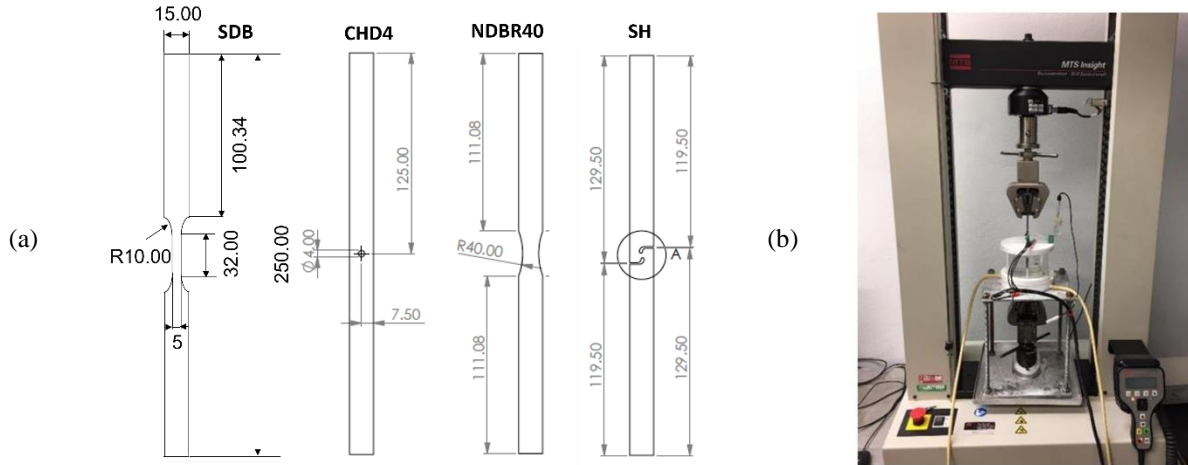 (a)
15.00
SDB
100.34
R10.00
32.00
250.00
5
CHD4
125.00
∅ 4.00
7.50
NDBR40
111.08
R40.00
111.08
SH
129.50
119.50
A
119.50
129.50
(b)
MTS Insight